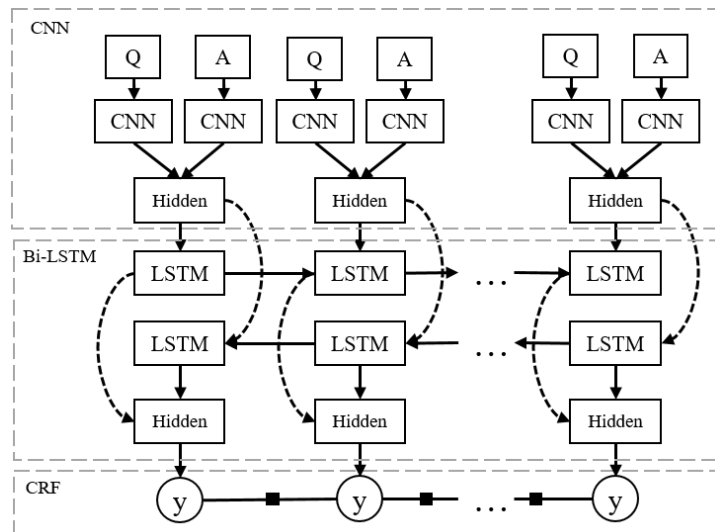 CNN
Q A Q A Q A
CNN CNN CNN CNN CNN CNN
Hidden Hidden Hidden
Bi-LSTM
LSTM LSTM ... LSTM
LSTM LSTM ... LSTM
Hidden Hidden Hidden
CRF
y y ... y